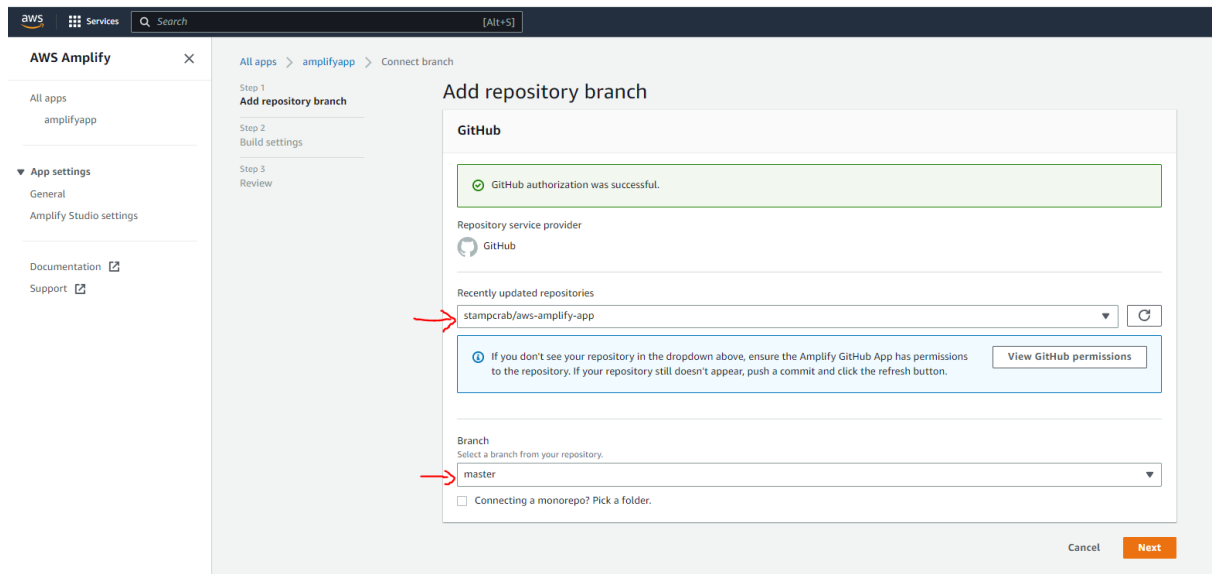 aws
Services
Search
[Alt+S]
AWS Amplify
All apps
amplifyapp
App settings
General
Amplify Studio settings
Documentation
Support
All apps > amplifyapp > Connect branch
Step 1
Add repository branch
Step 2
Build settings
Step 3
Review
Add repository branch
GitHub
GitHub authorization was successful.
Repository service provider
GitHub
Recently updated repositories
stampcrab/aws-amplify-app
If you don't see your repository in the dropdown above, ensure the Amplify GitHub App has permissions
to the repository. If your repository still doesn't appear, push a commit and click the refresh button.
View GitHub permissions
Branch
Select a branch from your repository.
master
Connecting a monorepo? Pick a folder.
Cancel
Next